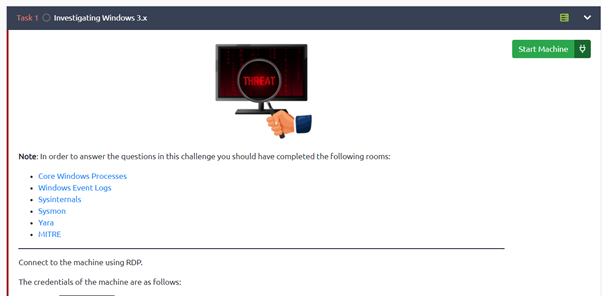 Task 1 Investigating Windows 3.x
Start Machine
THREAT
Note: In order to answer the questions in this challenge you should have completed the following rooms:
Core Windows Processes
Windows Event Logs
Sysinternals
Sysmon
Yara
MITRE
Connect to the machine using RDP.
The credentials of the machine are as follows: